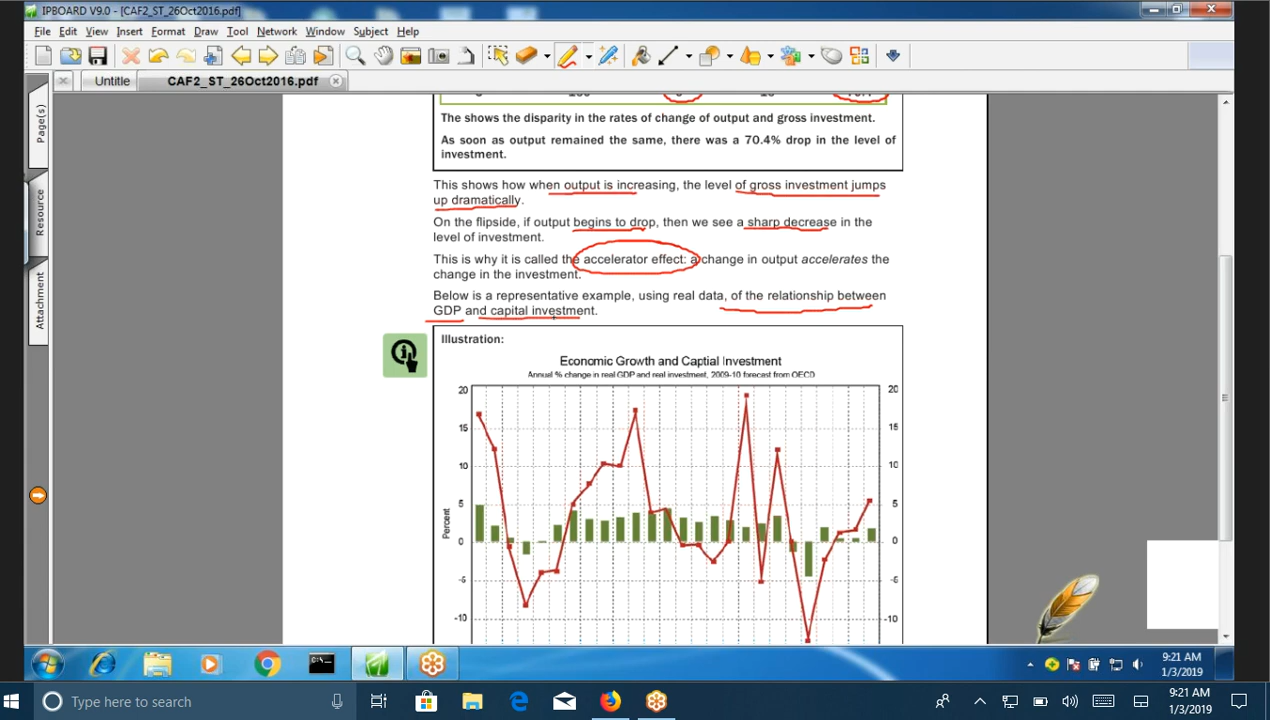 IPBOARD V9.0 - [CAF2_ST_26Oct2016.pdf]
File Edit View Insert Format Draw Tool Network Window Subject Help
Untitle CAF2_ST_26Oct2016.pdf
Page(s)
Resource
Attachment
The shows the disparity in the rates of change of output and gross investment.
As soon as output remained the same, there was a 70.4% drop in the level of
investment.
This shows how when output is increasing, the level of gross investment jumps
up dramatically.
On the flipside, if output begins to drop, then we see a sharp decrease in the
level of investment.
This is why it is called the accelerator effect: a change in output accelerates the
change in the investment.
Below is a representative example, using real data, of the relationship between
GDP and capital investment.
Illustration:
Economic Growth and Captial Investment
Annual % change in real GDP and real investment, 2009-10 forecast from OECD
20 20
15 15
10 10
5 5
0 0
-5 -5
-10 -10
Percent
9:21 AM
1/3/2019
Type here to search
9:21 AM
1/3/2019